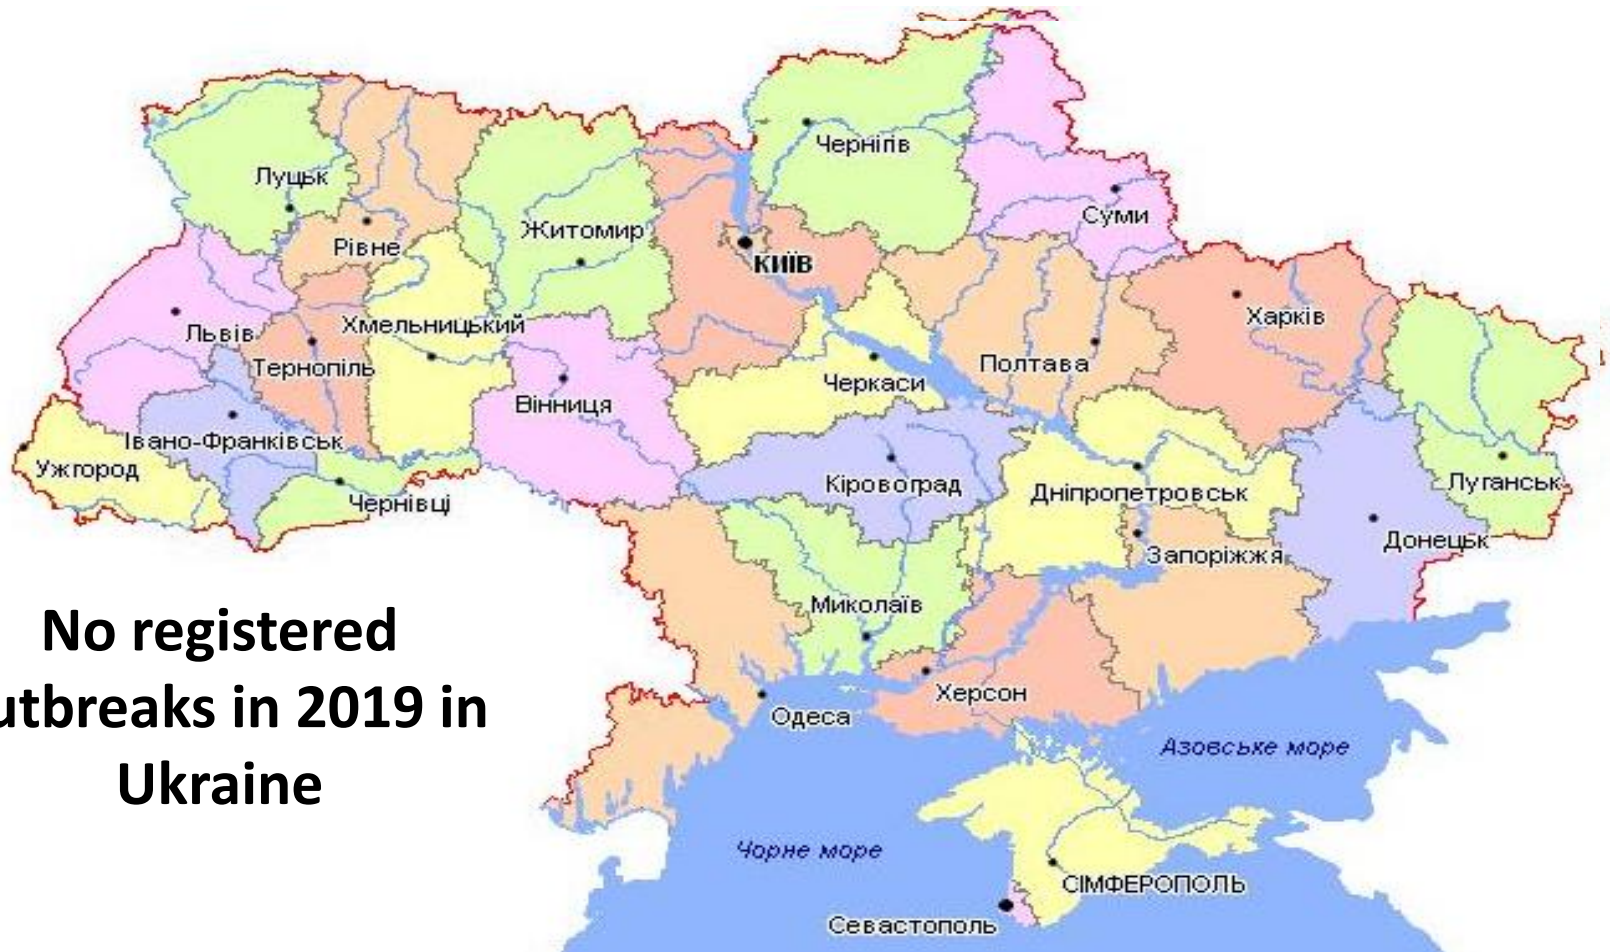 Чернігів
Луцьк
Суми
Житомир
Рівне
КИЇВ
Харків
Львів
Хмельницький
Тернопіль
Полтава
Черкаси
Вінниця
Івано-Франківськ
Ужгород
Чернівці
Кіровоград
Дніпропетровськ
Луганськ
Донецьк
Запоріжжя
Миколаїв
Херсон
Одеса
Азовське море
Чорне море
СІМФЕРОПОЛЬ
Севастополь
No registered
utbreaks in 2019 in
Ukraine